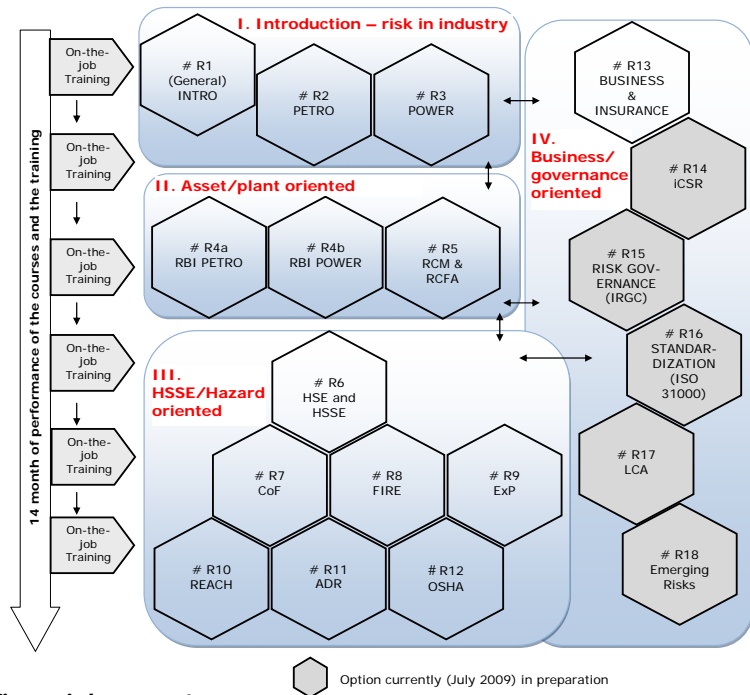 I. Introduction – risk in industry
On-the-
job
Training
# R1
(General)
INTRO
# R2
PETRO
# R3
POWER
# R13
BUSINESS
&
INSURANCE
IV.
Business/
governance
oriented
On-the-
job
Training
# R14
iCSR
II. Asset/plant oriented
On-the-
job
Training
# R4a
RBI PETRO
# R4b
RBI POWER
# R5
RCM &
RCFA
# R15
RISK GOV-
ERNANCE
(IRGC)
On-the-
job
Training
# R16
STANDAR-
DIZATION
(ISO
31000)
III.
HSSE/Hazard
oriented
# R6
HSE and
HSSE
On-the-
job
Training
# R7
CoF
# R8
FIRE
# R9
ExP
# R17
LCA
On-the-
job
Training
# R10
REACH
# R11
ADR
#R12
OSHA
# R18
Emerging
Risks
14 month of performance of the courses and the training
Option currently (July 2009) in preparation